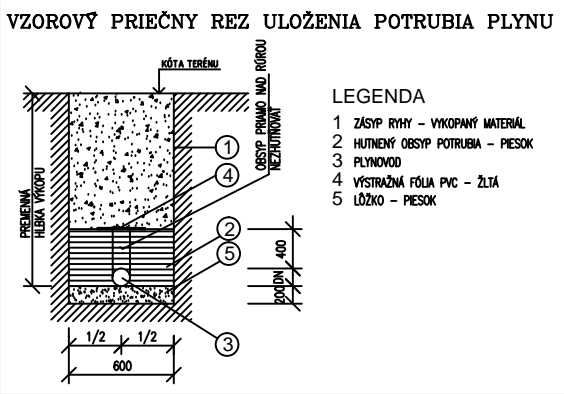 VZOROVÝ PRIEČNY REZ ULOŽENIA POTRUBIA PLYNU
KÓTA TERÉNU
OBSYP PRIAMO NAD RÚROU
NEZHUTNOVAŤ
PREMENNÁ
HLBKA VÝKOPU
1
4
2
5
3
400
DN
200
1/2
1/2
600
LEGENDA
1 ZÁSYP RYHY – VYKOPANÝ MATERIÁL
2 HUTNENÝ OBSYP POTRUBIA – PIESOK
3 PLYNOVOD
4 VÝSTRAŽNÁ FÓLIA PVC – ŽLTÁ
5 LÔŽKO – PIESOK